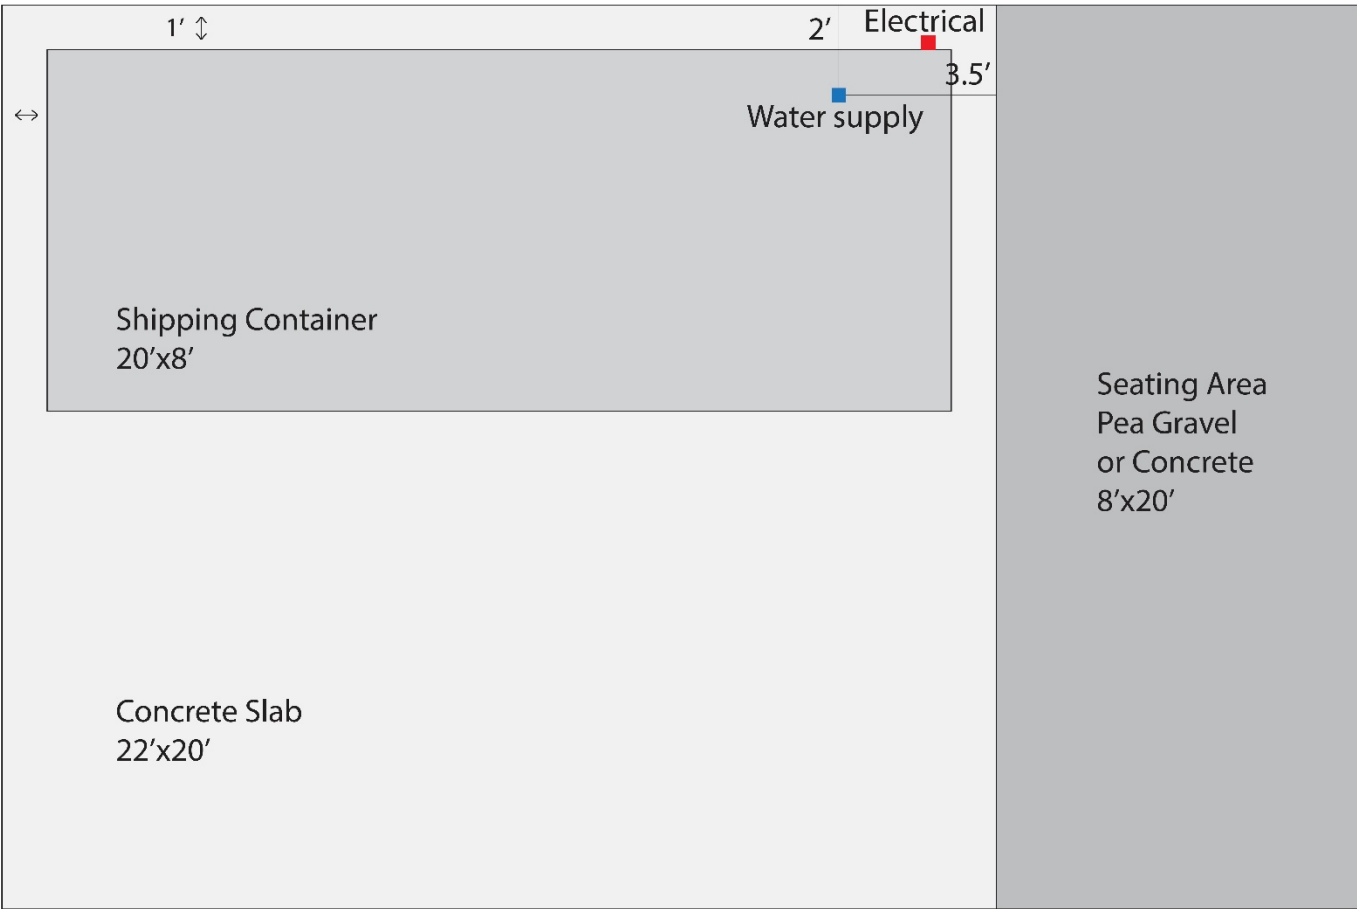 1′
2′
Electrical
3.5′
Water supply
Shipping Container
20′x8′
Seating Area
Pea Gravel
or Concrete
8′x20′
Concrete Slab
22′x20′